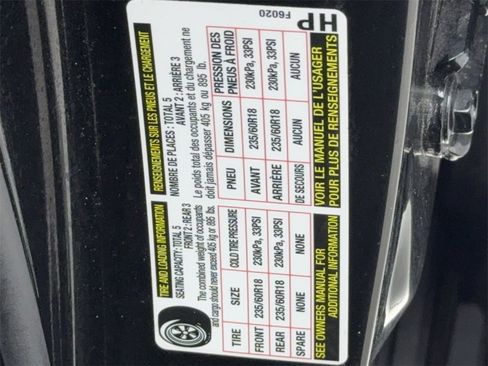 TIRE AND LOADING INFORMATION
SEATING CAPACITY : TOTAL 5
FRONT 2 : REAR 3
The combined weight of occupants
and cargo should never exceed 405 kg or 895 lbs.
TIRE SIZE COLD TIRE PRESSURE
FRONT 235/60R18 230kPa, 33PSI
REAR 235/60R18 230kPa, 33PSI
SPARE NONE NONE
SEE OWNERS MANUAL FOR
ADDITIONAL INFORMATION
RENSEIGNEMENTS SUR LES PNEUS ET LE CHARGEMENT
NOMBRE DE PLACES : TOTAL 5
AVANT 2 : ARRIÈRE 3
Le poids total des occupants et du chargement ne
doit jamais dépasser 405 kg ou 895 lb.
PNEU DIMENSIONS PRESSION DES
PNEUS À FROID
AVANT 235/60R18 230kPa, 33PSI
ARRIÈRE 235/60R18 230kPa, 33PSI
DE SECOURS AUCUN AUCUN
VOIR LE MANUEL DE L'USAGER
POUR PLUS DE RENSEIGNEMENTS
HP
F6020